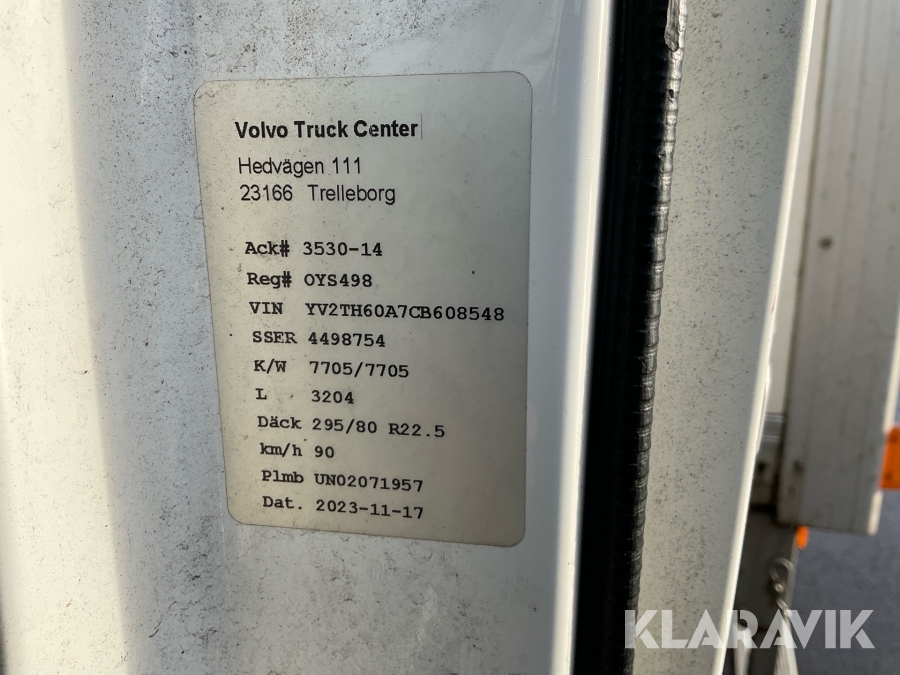 Volvo Truck Center
Hedvägen 111
23166 Trelleborg
Ack# 3530-14
Reg# OYS498
VIN YV2TH60A7CB608548
SSER 4498754
K/W 7705/7705
L 3204
Däck 295/80 R22.5
km/h 90
Plmb UN02071957
Dat. 2023-11-17
KLARAVIK